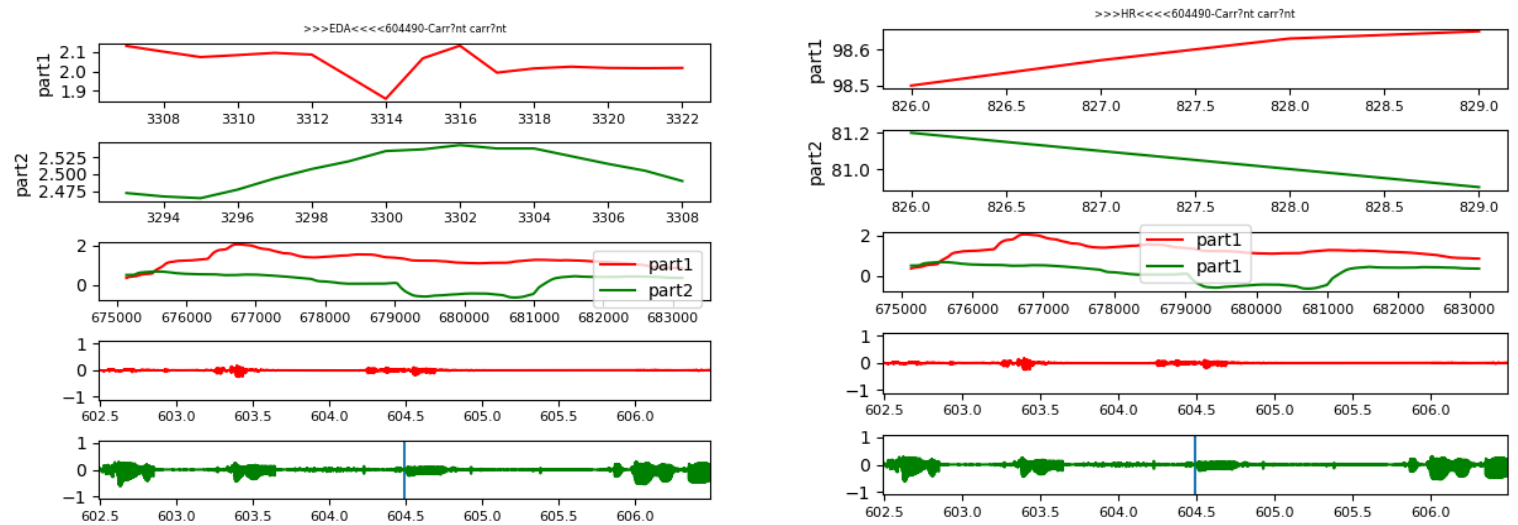 >>>EDA<<<<604490-Carr?nt carr?nt
part1
2.1
2.0
1.9
3308 3310 3312 3314 3316 3318 3320 3322
part2
2.525
2.500
2.475
3294 3296 3298 3300 3302 3304 3306 3308
2
0
part1
part2
675000 676000 677000 678000 679000 680000 681000 682000 683000
1
0
−1
602.5 603.0 603.5 604.0 604.5 605.0 605.5 606.0
1
0
−1
602.5 603.0 603.5 604.0 604.5 605.0 605.5 606.0
>>>HR<<<<604490-Carr?nt carr?nt
part1
98.6
98.5
826.0 826.5 827.0 827.5 828.0 828.5 829.0
part2
81.2
81.0
826.0 826.5 827.0 827.5 828.0 828.5 829.0
2
0
part1
part1
675000 676000 677000 678000 679000 680000 681000 682000 683000
1
0
−1
602.5 603.0 603.5 604.0 604.5 605.0 605.5 606.0
1
0
−1
602.5 603.0 603.5 604.0 604.5 605.0 605.5 606.0